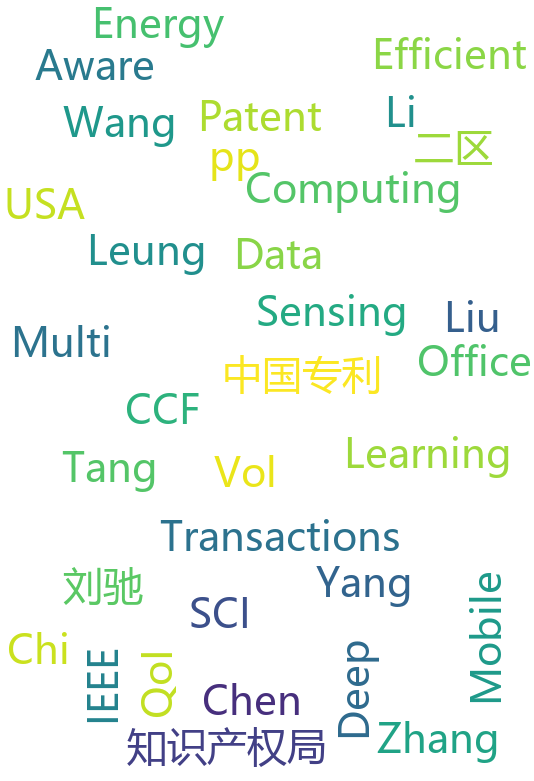 Energy
Efficient
Aware
Li
Patent
Wang
二区
pp
Computing
USA
Leung
Data
Sensing
Liu
Multi
Office
中国专利
CCF
Learning
Tang
Vol
Transactions
Yang
刘驰
SCI
Mobile
Chi
IEEE
QoI
Deep
Chen
Zhang
知识产权局